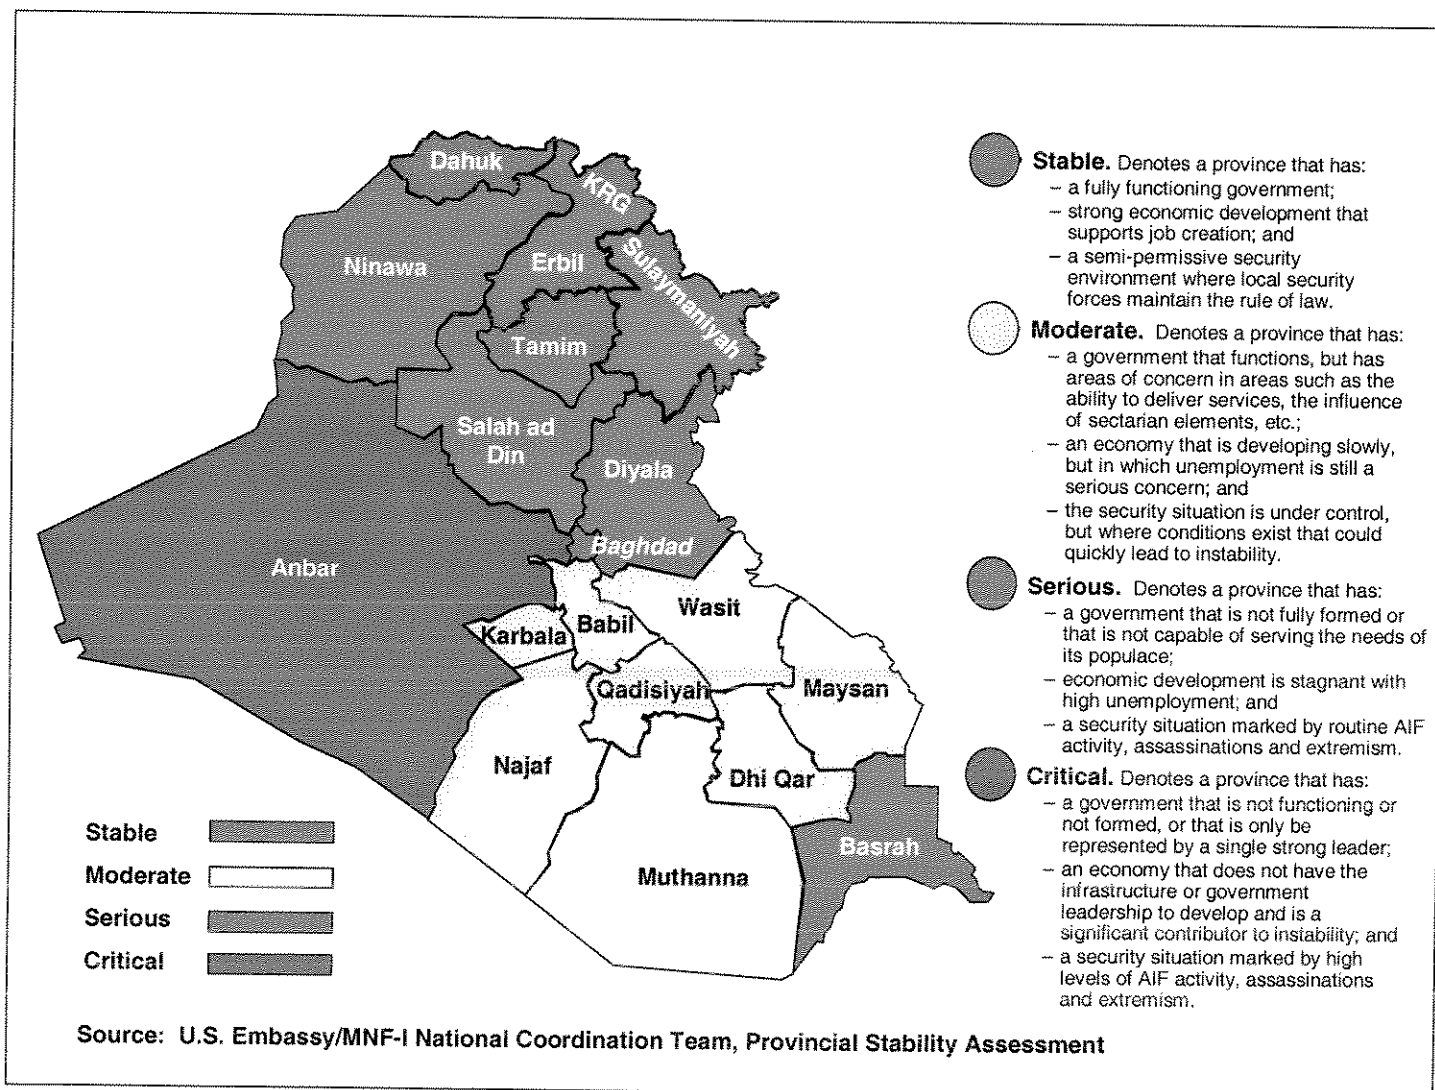 Dahuk
KRG
Ninawa
Erbil
Sulaymaniyah
Tamim
Salah ad
Din
Diyala
Baghdad
Anbar
Wasit
Babil
Karbala
Qadisiyah
Maysan
Najaf
Dhi Qar
Basrah
Muthanna
Stable
Moderate
Serious
Critical
Stable. Denotes a province that has:
– a fully functioning government;
– strong economic development that
supports job creation; and
– a semi-permissive security
environment where local security
forces maintain the rule of law.
Moderate. Denotes a province that has:
– a government that functions, but has
areas of concern in areas such as the
ability to deliver services, the influence
of sectarian elements, etc.;
– an economy that is developing slowly,
but in which unemployment is still a
serious concern; and
– the security situation is under control,
but where conditions exist that could
quickly lead to instability.
Serious. Denotes a province that has:
– a government that is not fully formed or
that is not capable of serving the needs of
its populace;
– economic development is stagnant with
high unemployment; and
– a security situation marked by routine AIF
activity, assassinations and extremism.
Critical. Denotes a province that has:
– a government that is not functioning or
not formed, or that is only be
represented by a single strong leader;
– an economy that does not have the
infrastructure or government
leadership to develop and is a
significant contributor to instability; and
– a security situation marked by high
levels of AIF activity, assassinations
and extremism.
Source: U.S. Embassy/MNF-I National Coordination Team, Provincial Stability Assessment